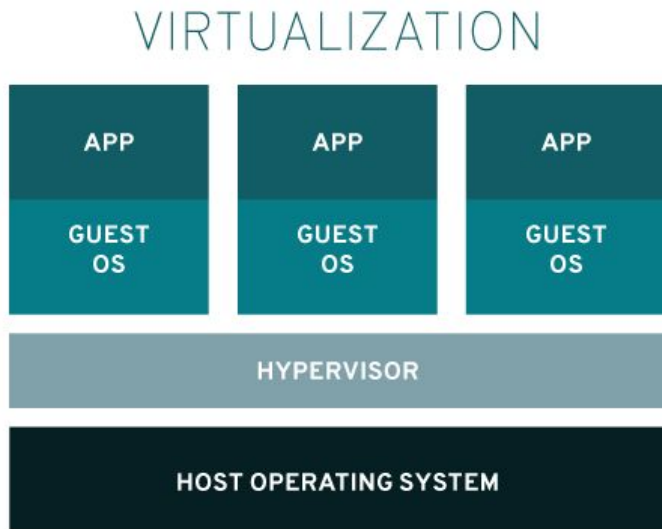 VIRTUALIZATION
APP
GUEST
OS
APP
GUEST
OS
APP
GUEST
OS
HYPERVISOR
HOST OPERATING SYSTEM